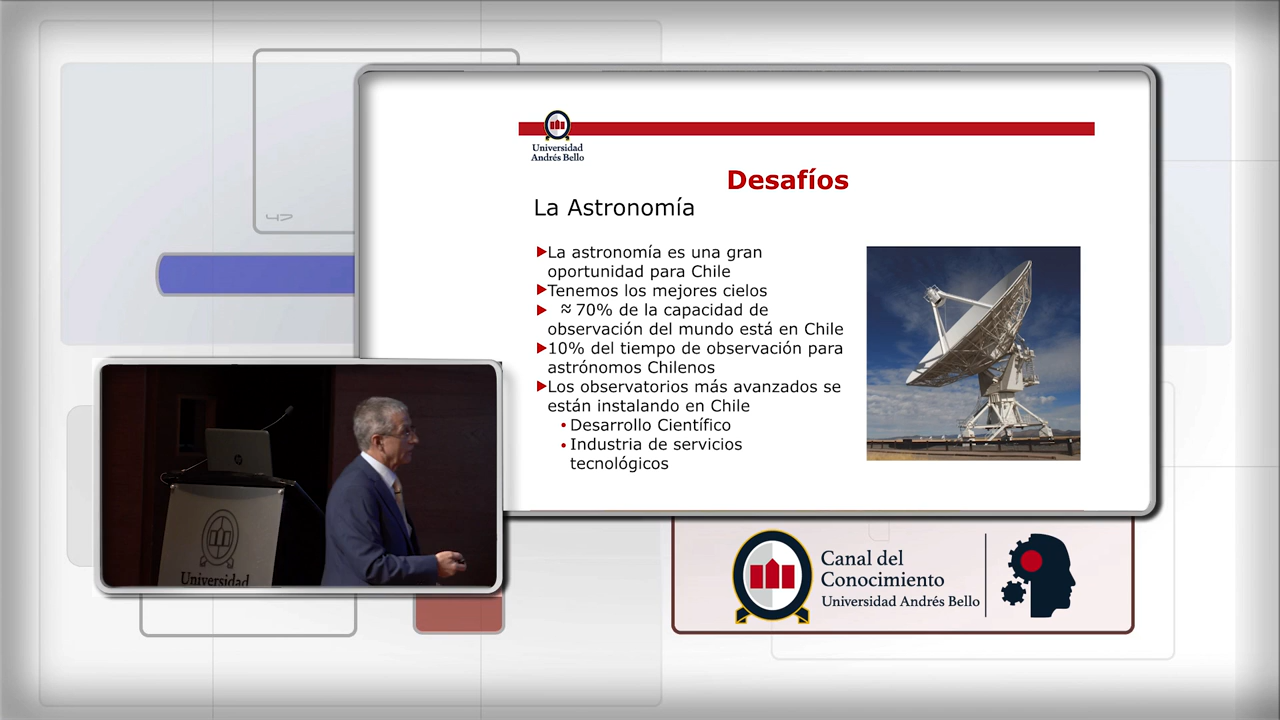 Universidad
Andrés Bello
Desafíos
La Astronomía
La astronomía es una gran
oportunidad para Chile
Tenemos los mejores cielos
≈ 70% de la capacidad de
observación del mundo está en Chile
10% del tiempo de observación para
astrónomos Chilenos
Los observatorios más avanzados se
están instalando en Chile
• Desarrollo Científico
• Industria de servicios
tecnológicos
47
Universidad
Canal del
Conocimiento
Universidad Andrés Bello